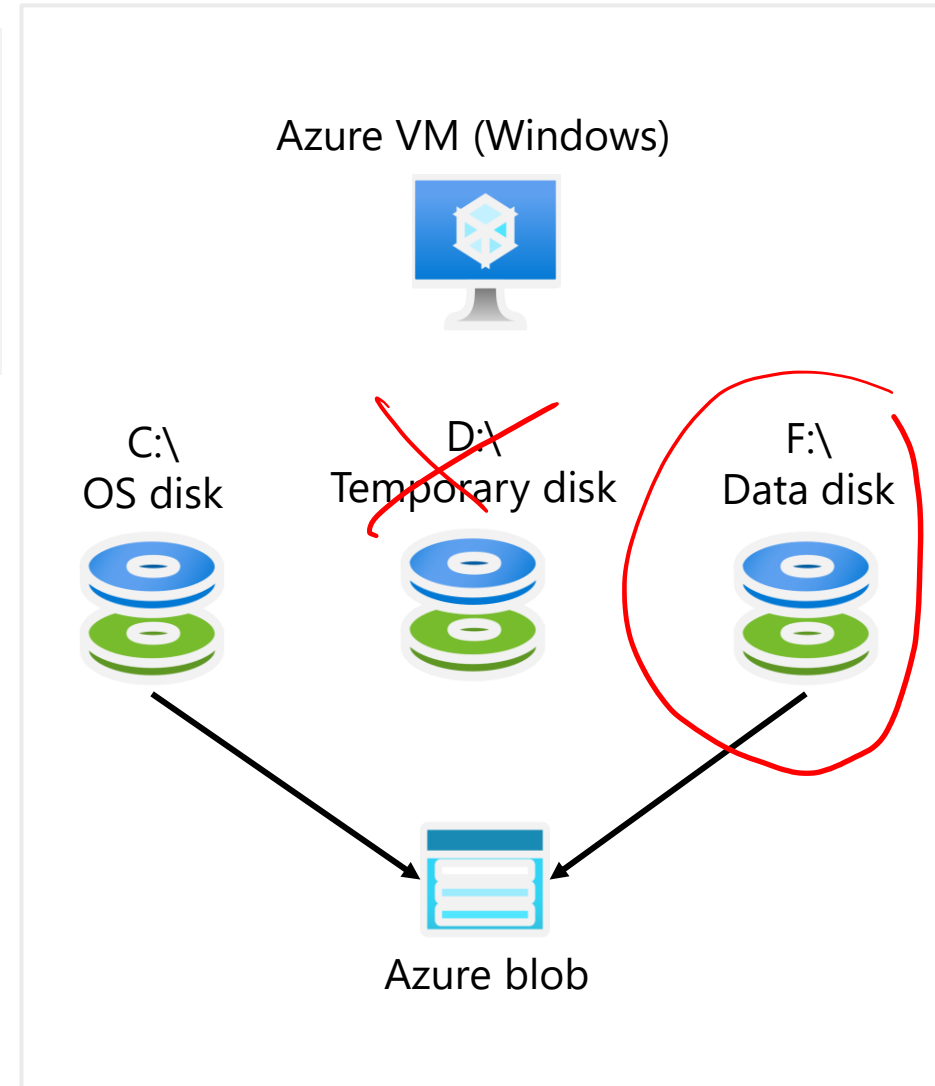 Azure VM (Windows)
C:\
OS disk
D:\
Temporary disk
F:\
Data disk
Azure blob